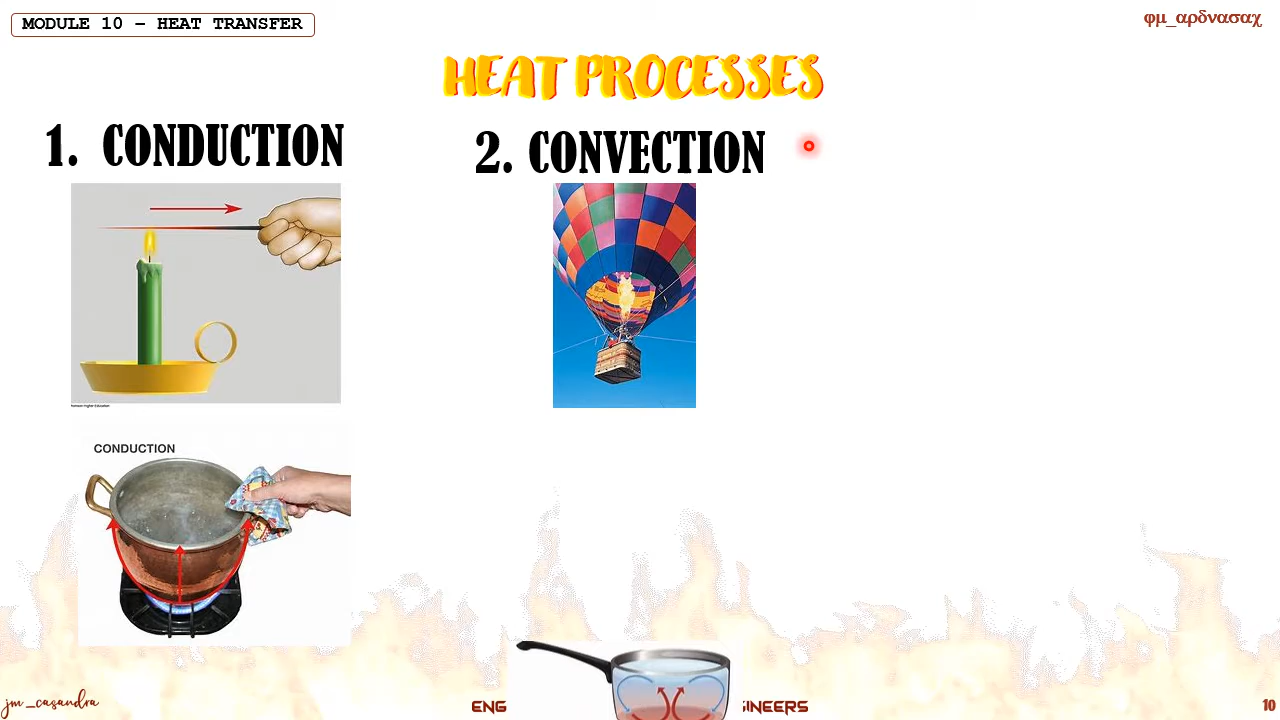 MODULE 10 – HEAT TRANSFER
φμ_αρδνασαχ
HEAT PROCESSES
1. CONDUCTION
2. CONVECTION
CONDUCTION
jm_casandra
ENG
INEERS
10